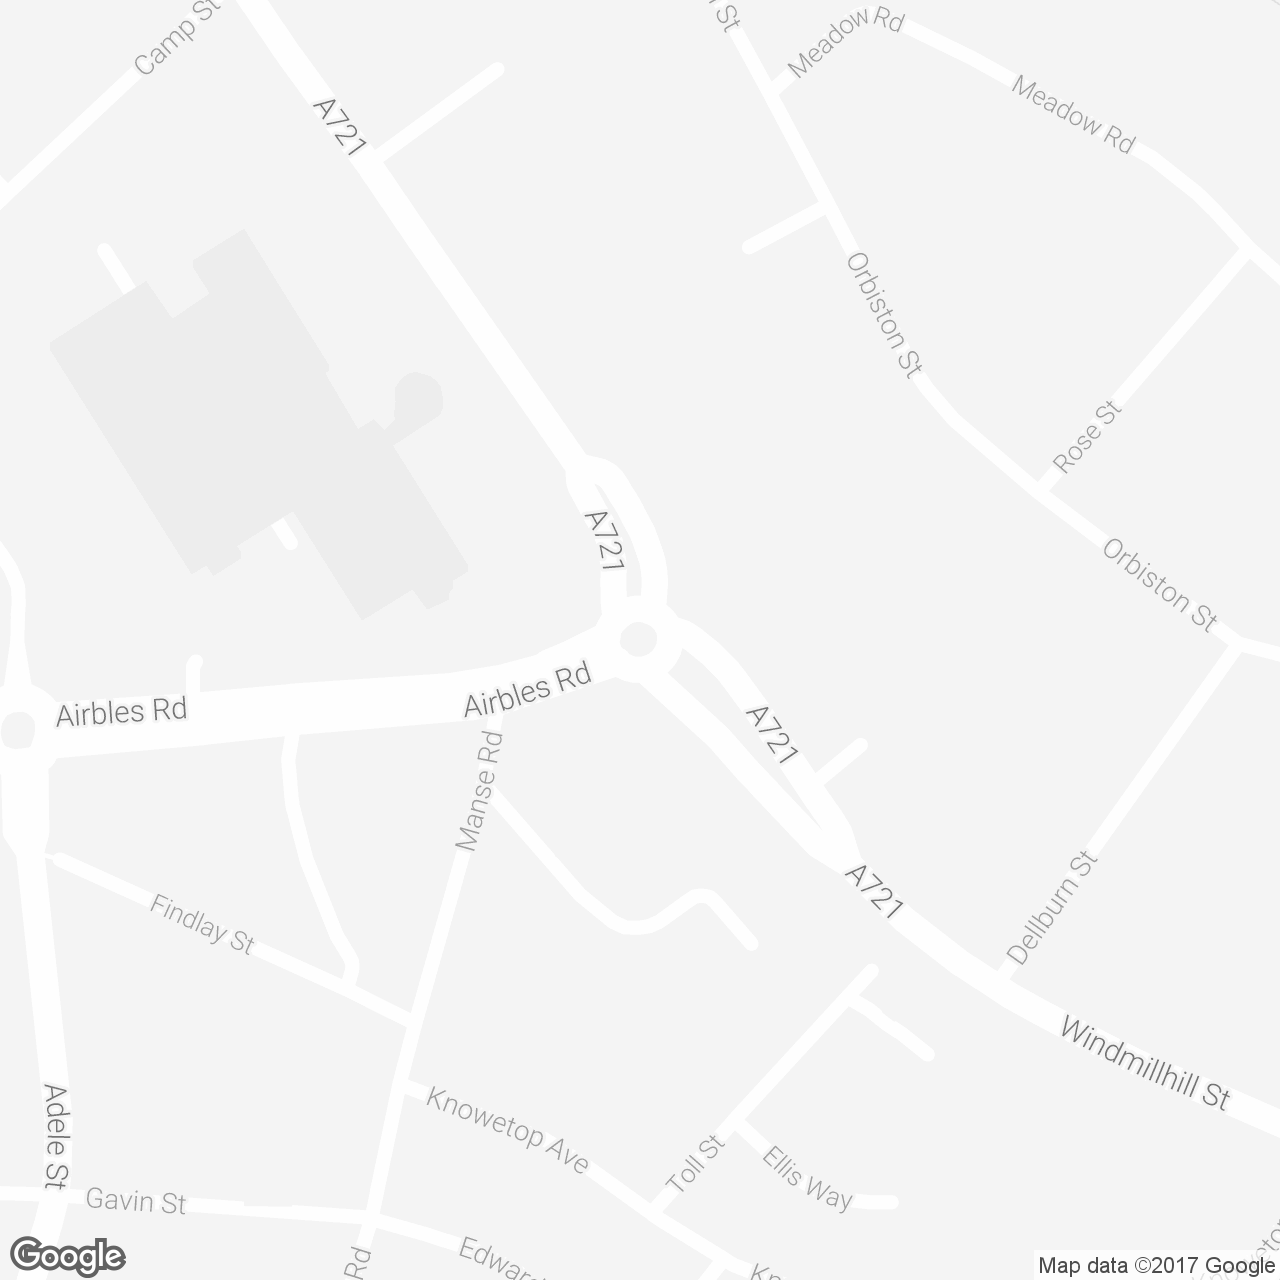 Camp St
St
Meadow Rd
Meadow Rd
A721
Orbiston St
Rose St
A721
Orbiston St
Airbles Rd
Airbles Rd
A721
Manse Rd
A721
Dellburn St
Findlay St
Windmillhill St
Adele St
Knowetop Ave
Toll St
Ellis Way
Gavin St
Rd
Google
Map data ©2017 Google